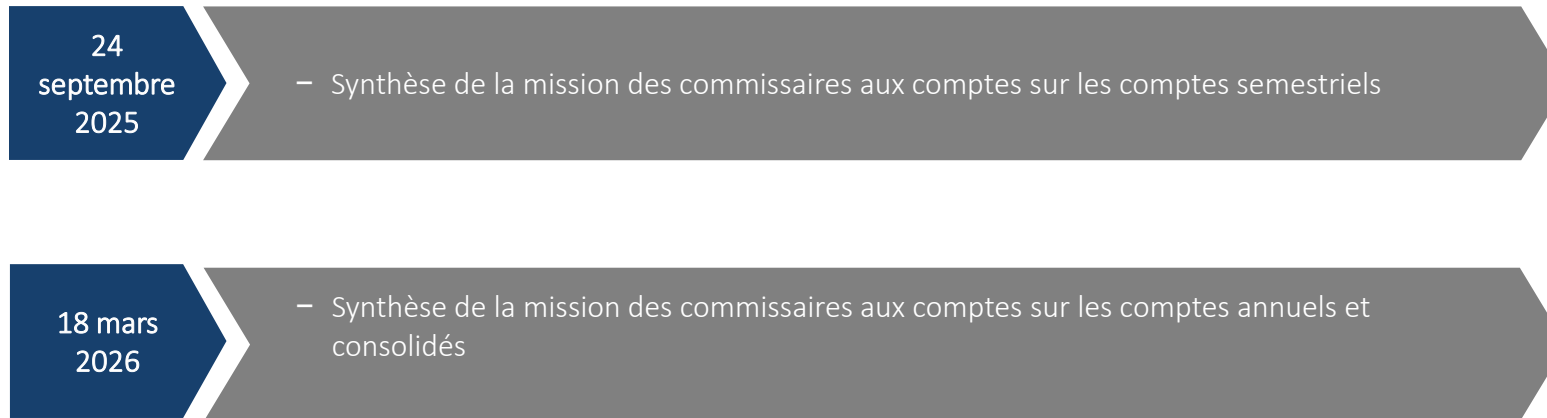 24
septembre
2025
– Synthèse de la mission des commissaires aux comptes sur les comptes semestriels
18 mars
2026
– Synthèse de la mission des commissaires aux comptes sur les comptes annuels et
consolidés